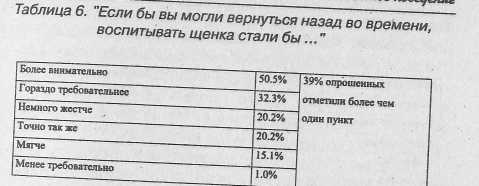 Таблица 6. "Если бы вы могли вернуться назад во времени,
воспитывать щенка стали бы ..."
Более внимательно 50.5% 39% опрошенных
Гораздо требовательнее 32.3% отметили более чем
Немного жестче 20.2% один пункт
Точно так же 20.2%
Мягче 15.1%
Менее требовательно 1.0%